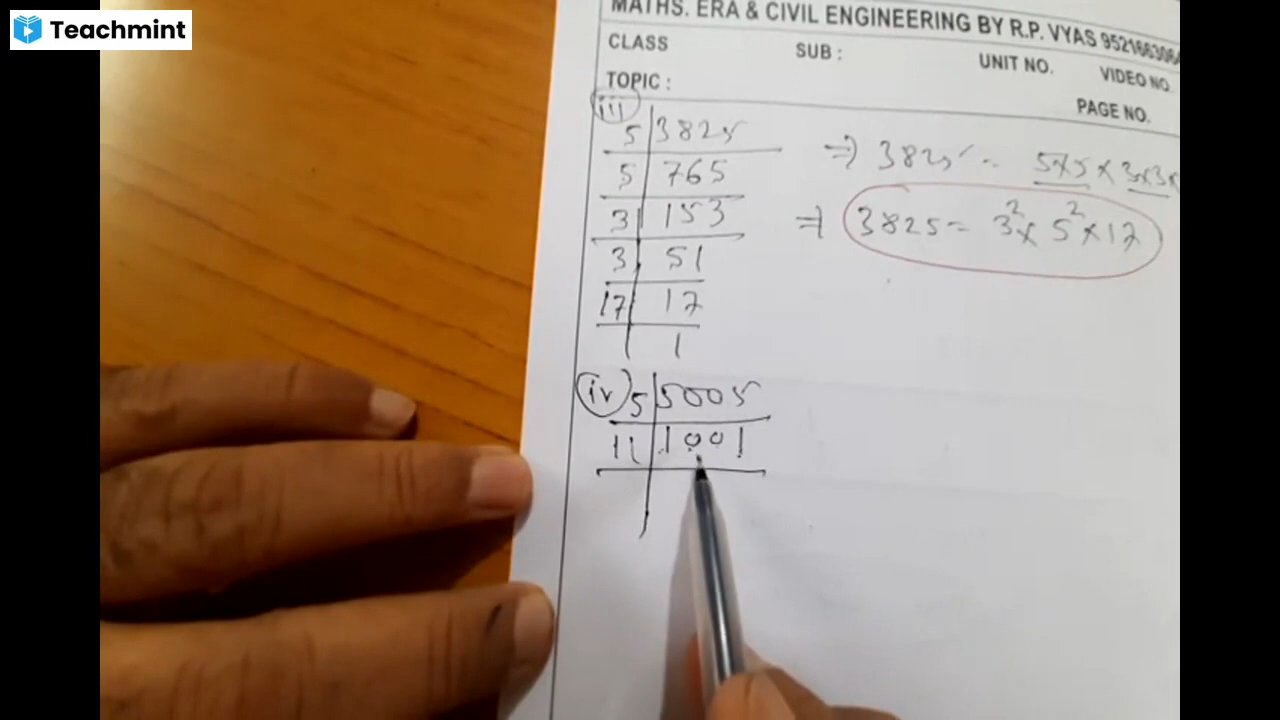 Teachmint
MATHS. ERA & CIVIL ENGINEERING BY R.P. VYAS 952166306
CLASS SUB : UNIT NO. VIDEO NO.
TOPIC : PAGE NO.
iii
5 | 3825
5 | 765
3 | 153
3 | 51
17 | 17
1
⇒ 3825 = 5×5×3×3×
⇒ 3825 = 3² × 5² × 17
iv 5 | 5005
11 | 1001